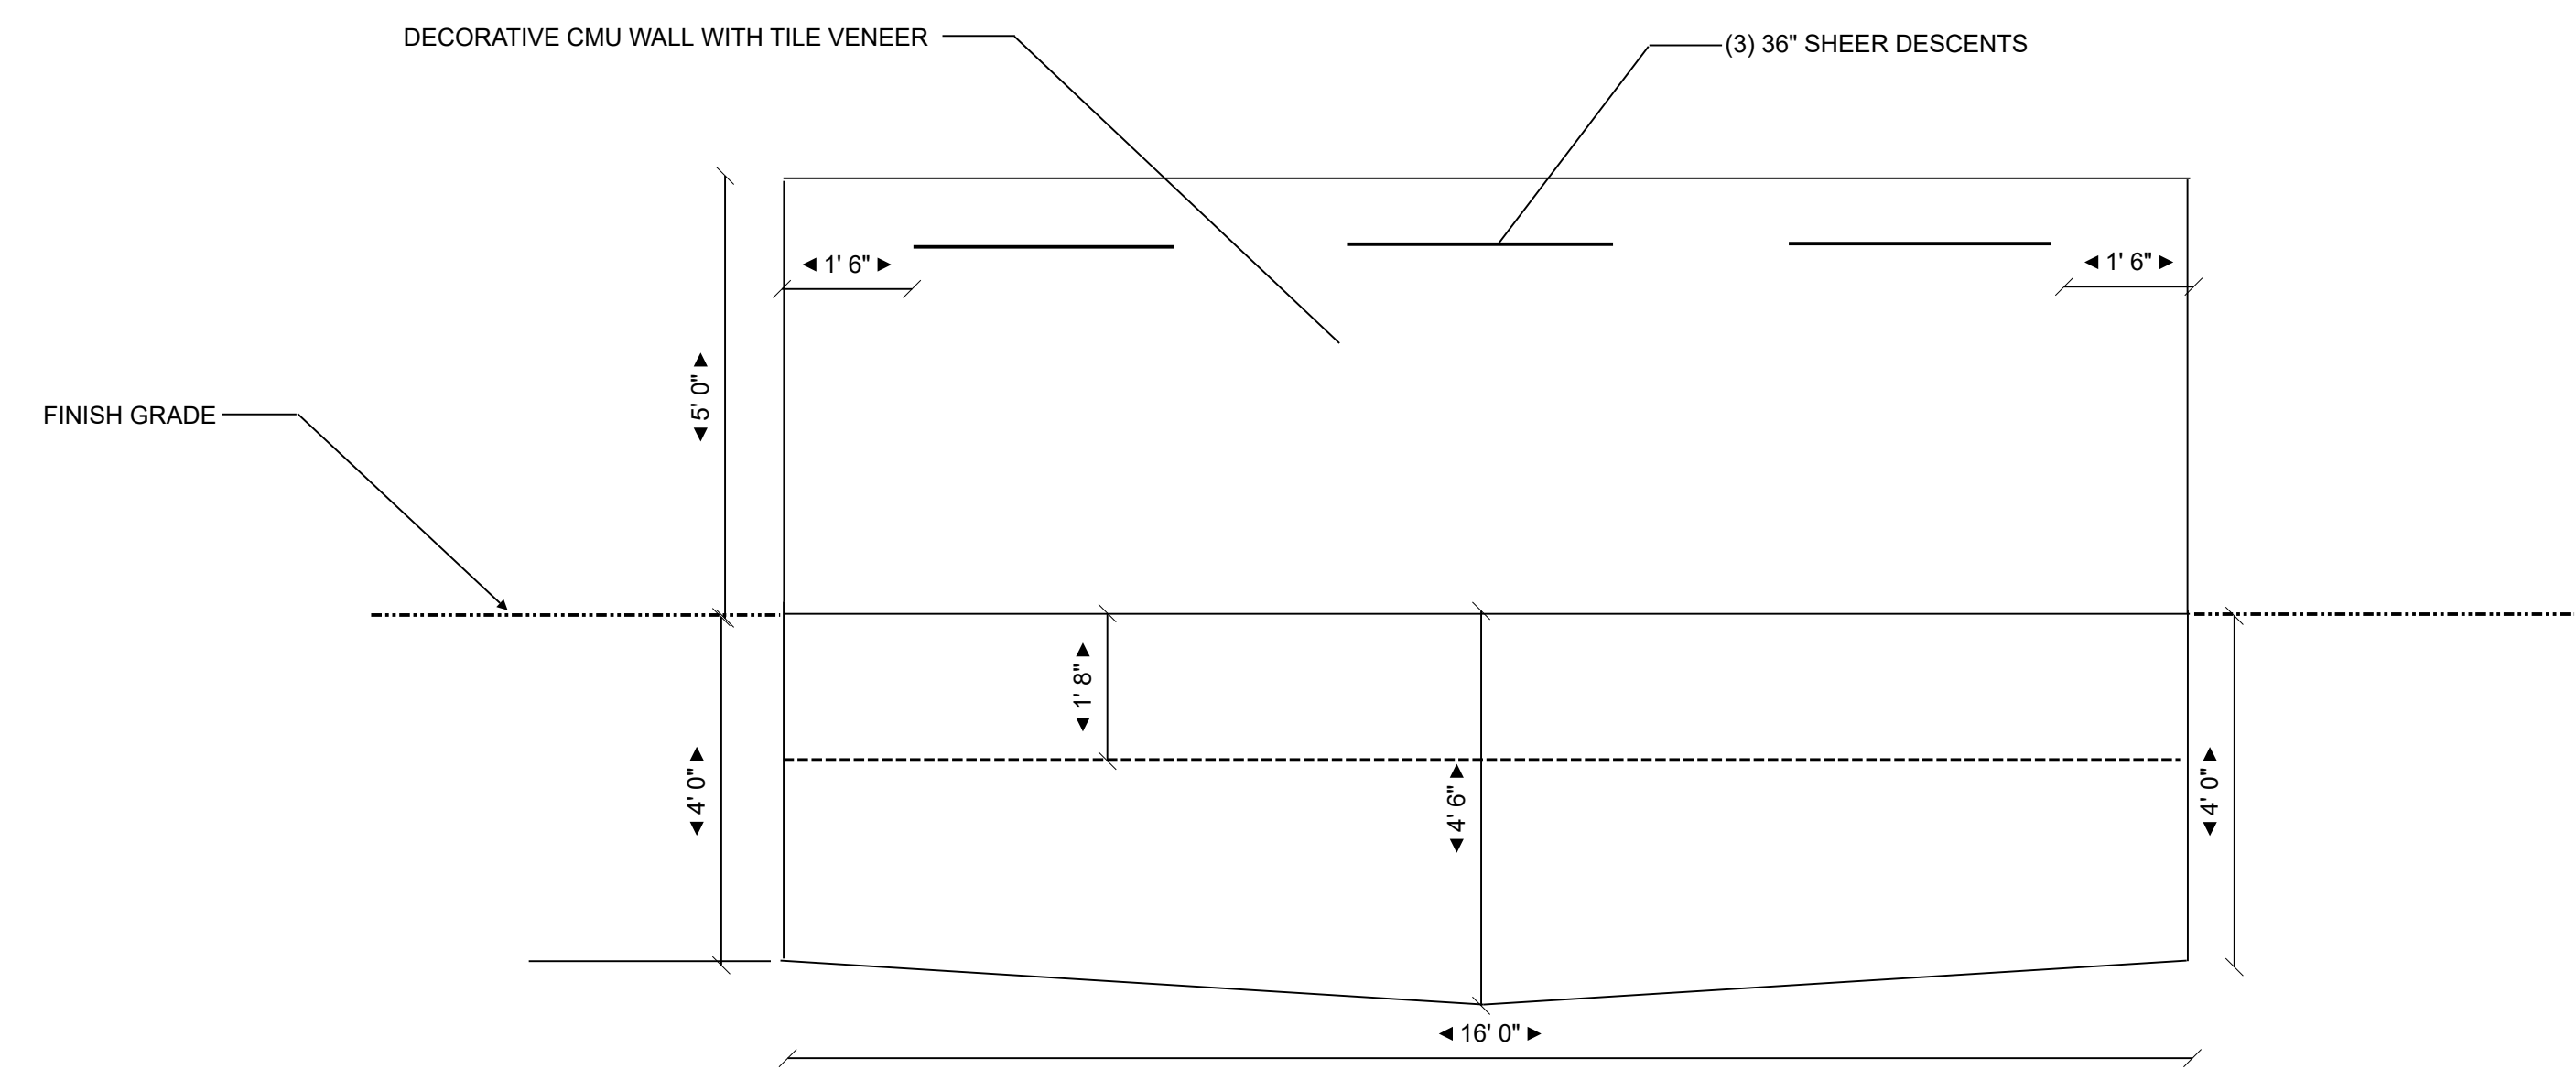 DECORATIVE CMU WALL WITH TILE VENEER
(3) 36" SHEER DESCENTS
1' 6"
1' 6"
5' 0"
FINISH GRADE
1' 8"
4' 0"
4' 6"
4' 0"
16' 0"